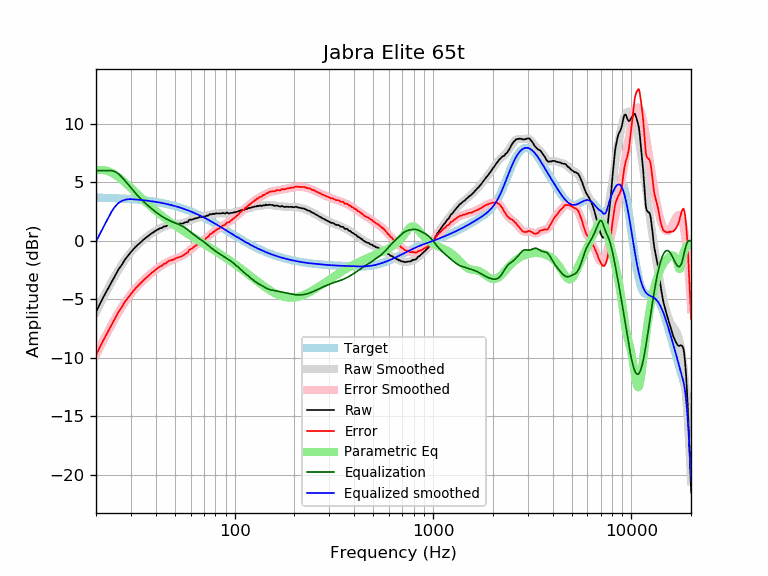 Jabra Elite 65t
Amplitude (dBr)
10
5
0
−5
−10
−15
−20
Target
Raw Smoothed
Error Smoothed
Raw
Error
Parametric Eq
Equalization
Equalized smoothed
100 1000 10000
Frequency (Hz)